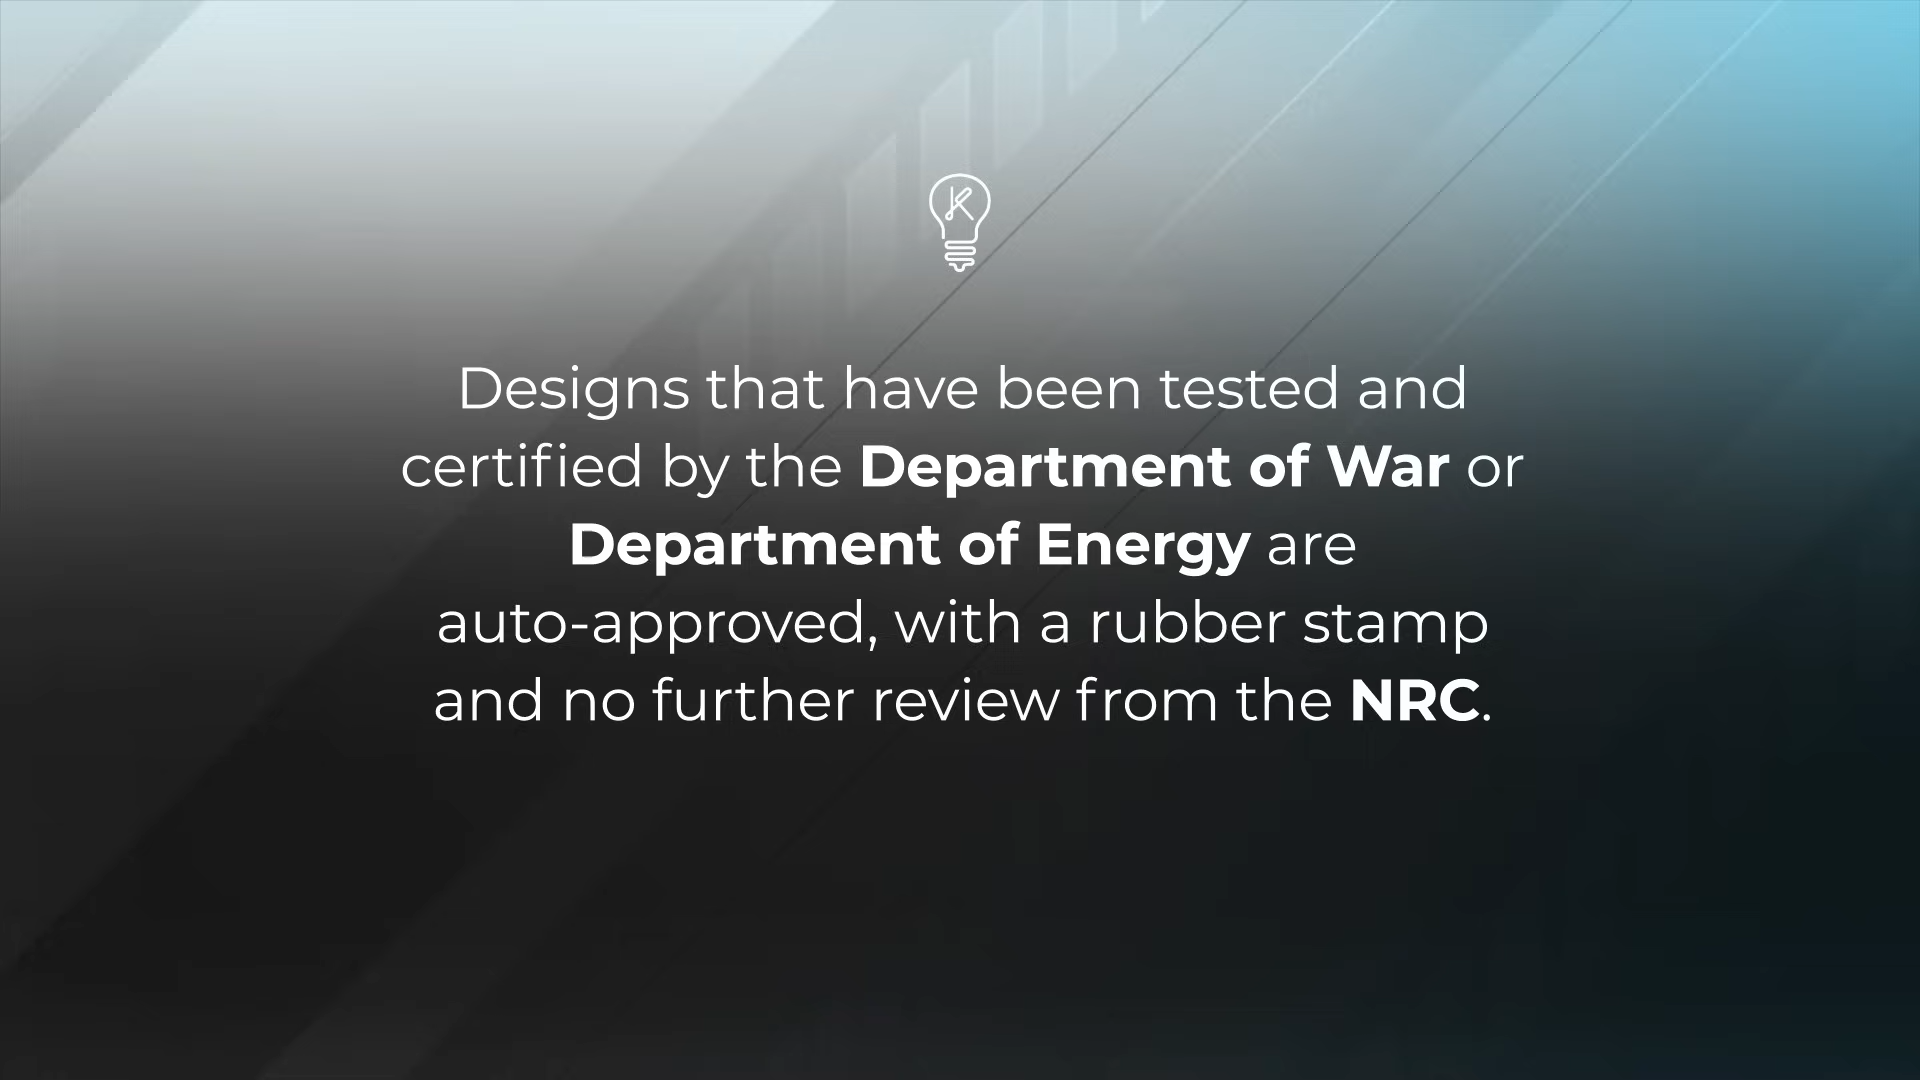 K
Designs that have been tested and
certified by the Department of War or
Department of Energy are
auto-approved, with a rubber stamp
and no further review from the NRC.